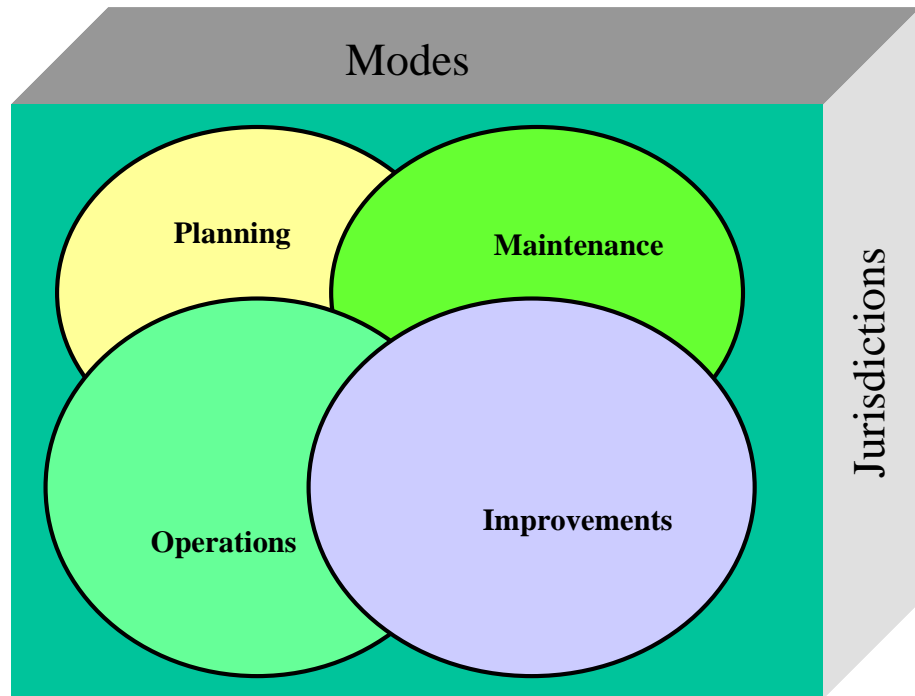 Modes
Planning
Maintenance
Jurisdictions
Operations
Improvements